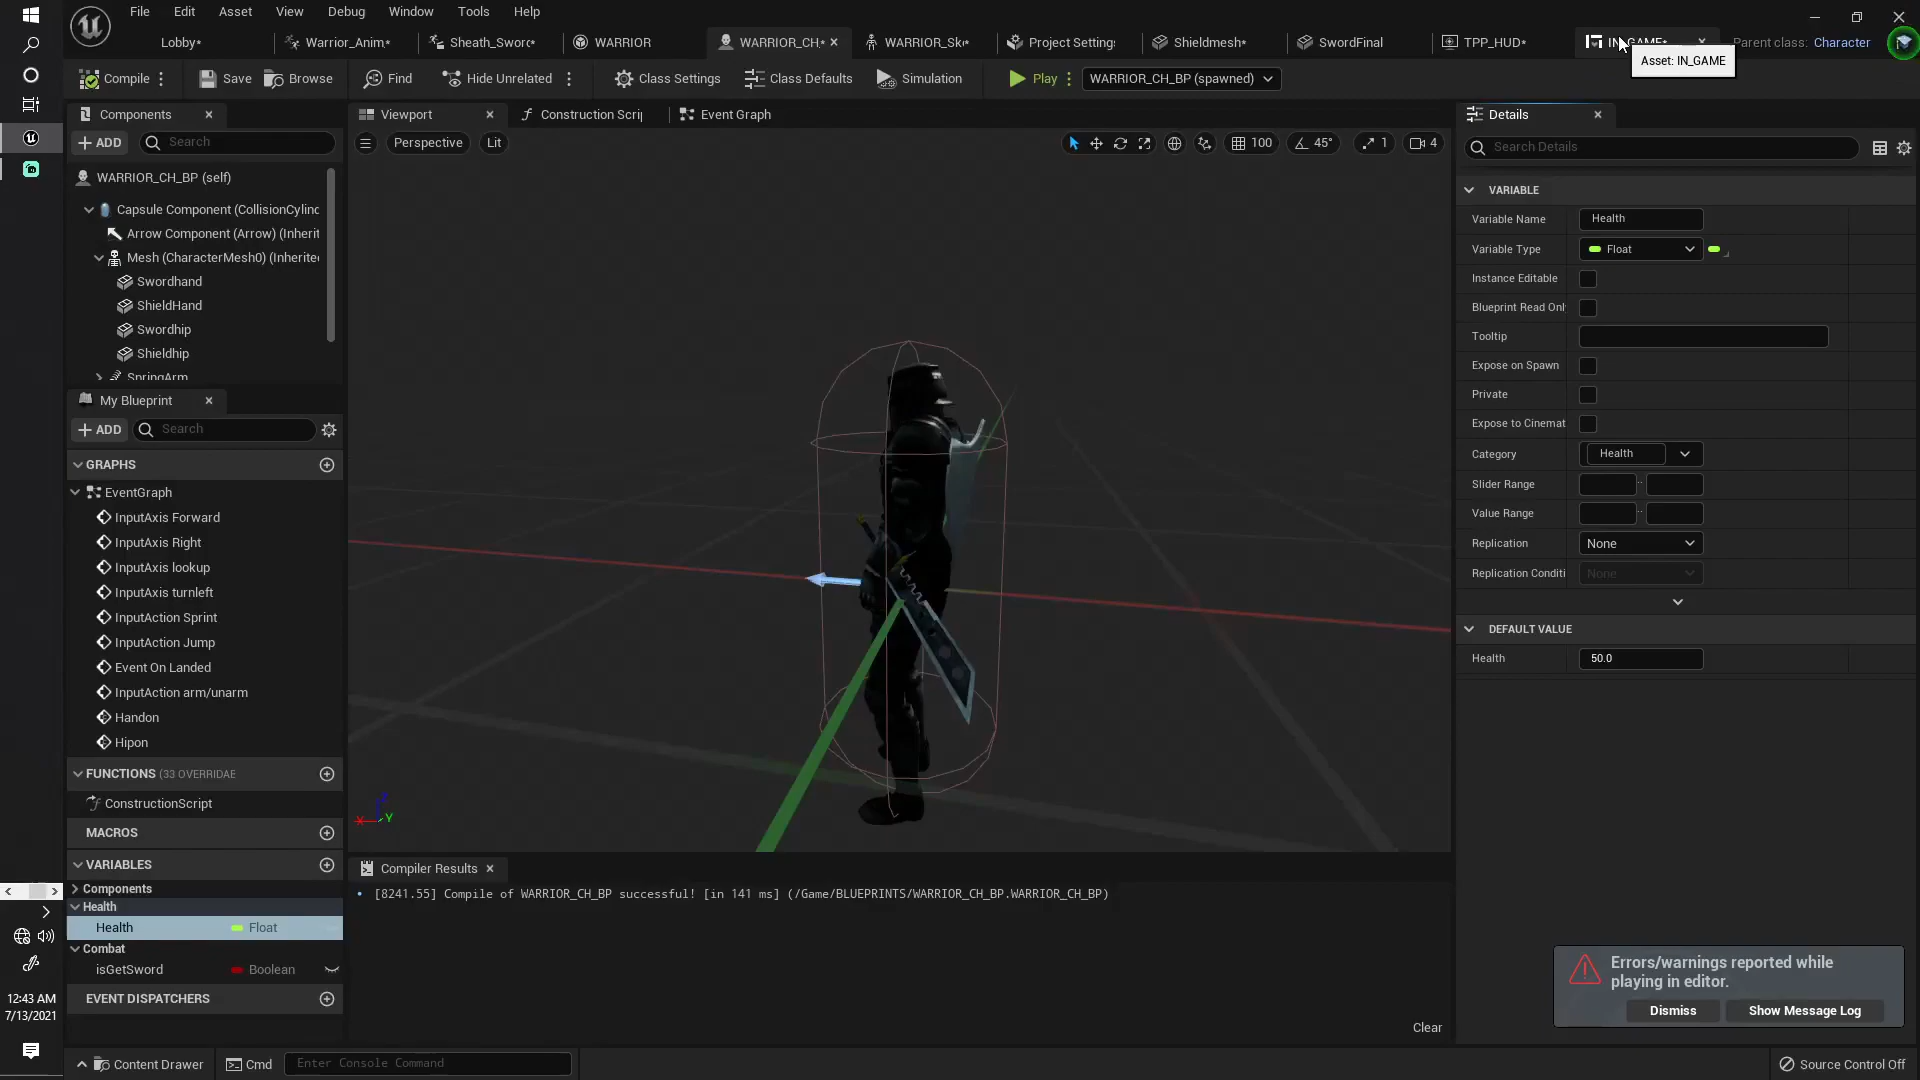 File Edit Asset View Debug Window Tools Help
Lobby* Warrior_Anim.* Sheath_Sworc* WARRIOR WARRIOR_CH.* WARRIOR_Ske* Project Settings Shieldmesh* SwordFinal TPP_HUD* IN_GAME* Parent class: Character
Asset: IN_GAME
Compile Save Browse Find Hide Unrelated Class Settings Class Defaults Simulation Play WARRIOR_CH_BP (spawned)
Components
ADD Search
WARRIOR_CH_BP (self)
Capsule Component (CollisionCylinc
Arrow Component (Arrow) (Inherit
Mesh (CharacterMesh0) (Inherited
Swordhand
ShieldHand
Swordhip
Shieldhip
SpringArm
My Blueprint
ADD Search
GRAPHS
EventGraph
InputAxis Forward
InputAxis Right
InputAxis lookup
InputAxis turnleft
InputAction Sprint
InputAction Jump
Event On Landed
InputAction arm/unarm
Handon
Hipon
FUNCTIONS (33 OVERRIDAE
ConstructionScript
MACROS
VARIABLES
Components
Health
Health Float
Combat
isGetSword Boolean
EVENT DISPATCHERS
Viewport Construction Scrip Event Graph
Perspective Lit
100 45° 1 4
X Y
Compiler Results
[8241.55] Compile of WARRIOR_CH_BP successful! [in 141 ms] (/Game/BLUEPRINTS/WARRIOR_CH_BP.WARRIOR_CH_BP)
Clear
Details
Search Details
VARIABLE
Variable Name Health
Variable Type Float
Instance Editable
Blueprint Read Onl
Tooltip
Expose on Spawn
Private
Expose to Cinemat
Category Health
Slider Range
Value Range
Replication None
Replication Conditi None
DEFAULT VALUE
Health 50.0
Errors/warnings reported while
playing in editor.
Dismiss Show Message Log
12:43 AM
7/13/2021
Content Drawer Cmd Enter Console Command Source Control Off